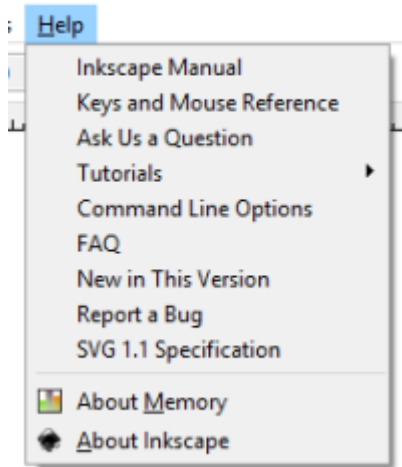 Help
Inkscape Manual
Keys and Mouse Reference
Ask Us a Question
Tutorials
Command Line Options
FAQ
New in This Version
Report a Bug
SVG 1.1 Specification
About Memory
About Inkscape